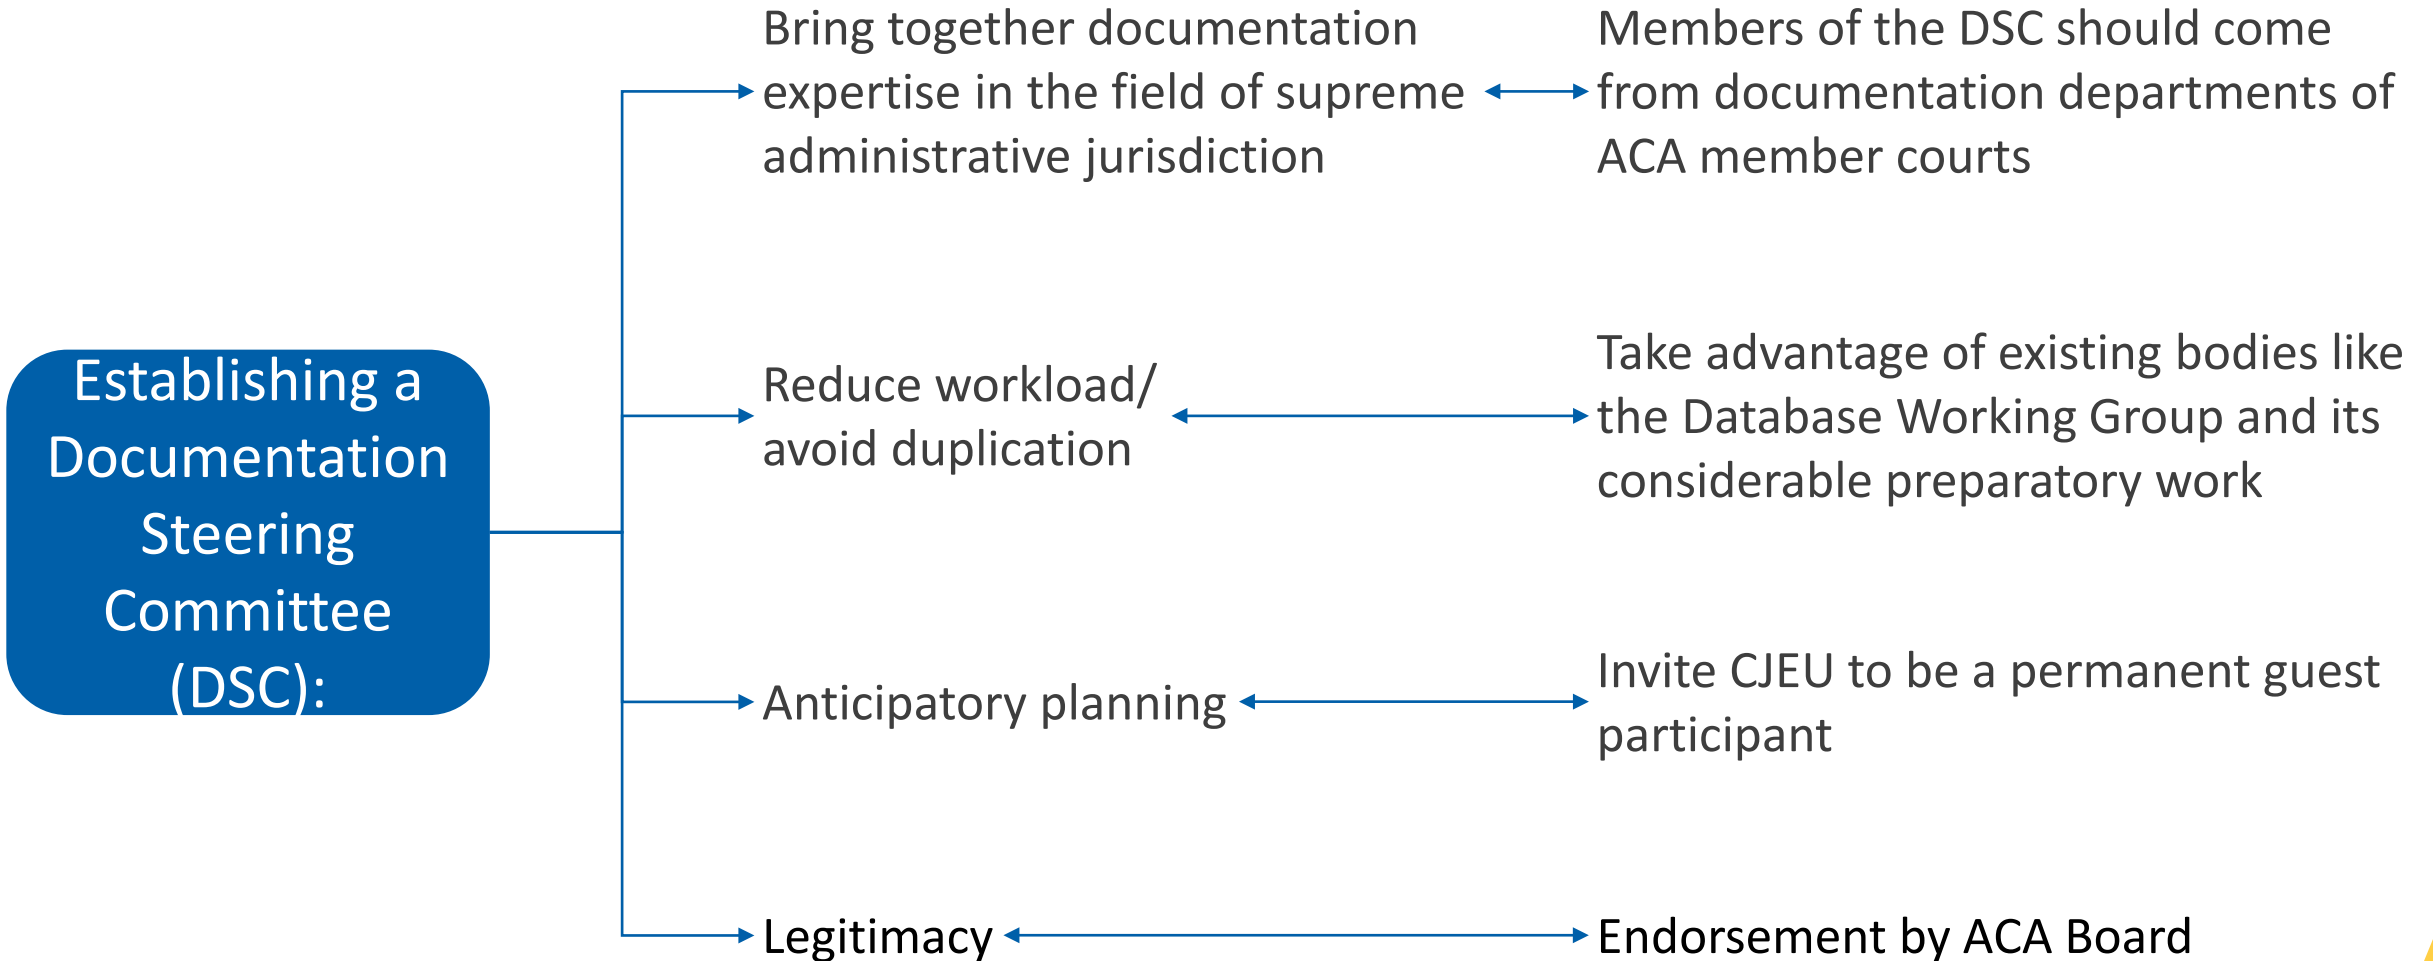 Establishing a
Documentation
Steering
Committee
(DSC):
Bring together documentation
expertise in the field of supreme
administrative jurisdiction
Members of the DSC should come
from documentation departments of
ACA member courts
Reduce workload/
avoid duplication
Take advantage of existing bodies like
the Database Working Group and its
considerable preparatory work
Anticipatory planning
Invite CJEU to be a permanent guest
participant
Legitimacy
Endorsement by ACA Board